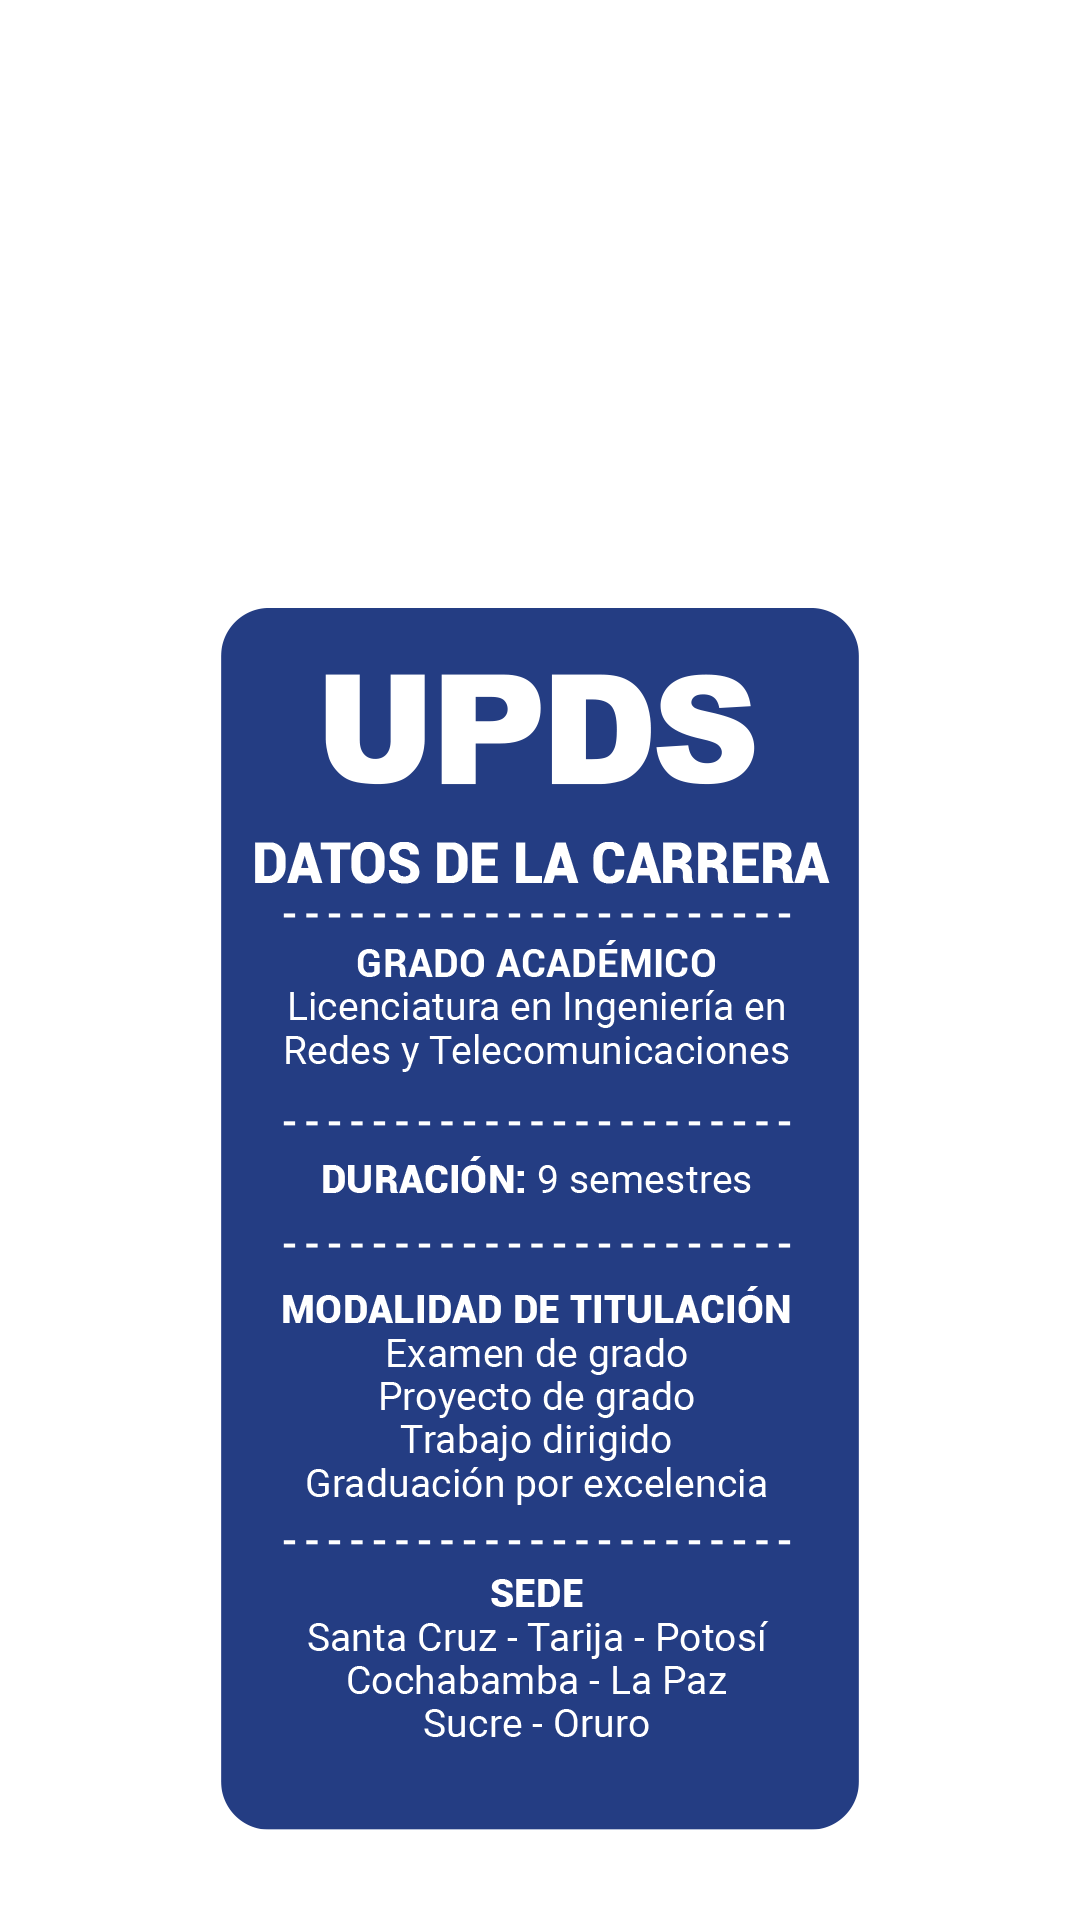 UPDS
DATOS DE LA CARRERA
GRADO ACADÉMICO
Licenciatura en Ingeniería en
Redes y Telecomunicaciones
DURACIÓN: 9 semestres
MODALIDAD DE TITULACIÓN
Examen de grado
Proyecto de grado
Trabajo dirigido
Graduación por excelencia
SEDE
Santa Cruz - Tarija - Potosí
Cochabamba - La Paz
Sucre - Oruro